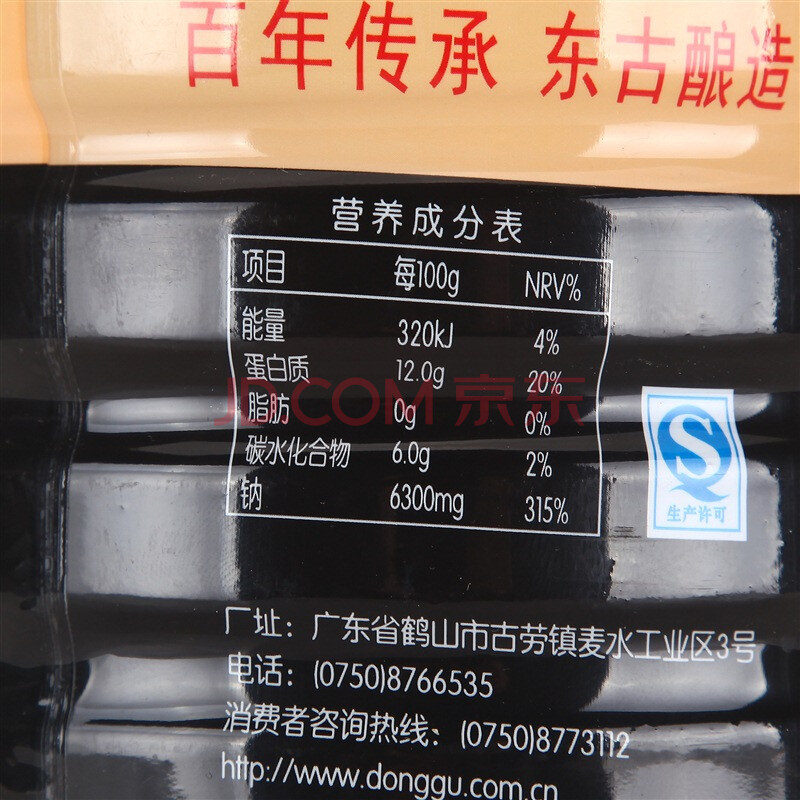 百年传承 东古酿造
营养成分表
项目 每100g NRV%
能量 320kJ 4%
蛋白质 12.0g 20%
JD.COM 京东
脂肪 0g 0%
碳水化合物 6.0g 2%
钠 6300mg 315%
S
生产许可
厂址：广东省鹤山市古劳镇麦水工业区3号
电话：(0750)8766535
消费者咨询热线：(0750)8773112
http://www.donggu.com.cn